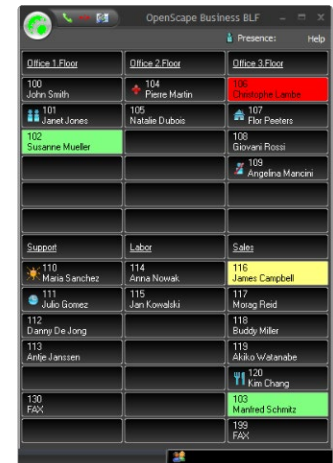 OpenScape Business BLF
Presence:
Help
Office 1.Floor
Office 2.Floor
Office 3.Floor
100
John Smith
104
Pierre Martin
106
Christophe Lambe
101
Janet Jones
105
Natalie Dubois
107
Flor Peeters
102
Susanne Mueller
108
Giovani Rossi
109
Angelina Mancini
Support
Labor
Sales
110
Maria Sanchez
114
Anna Nowak
116
James Campbell
111
Julio Gomez
115
Jan Kowalski
117
Morag Reid
112
Danny De Jong
118
Buddy Miller
113
Antje Janssen
119
Akiko Watanabe
120
Kim Chang
130
FAX
103
Manfred Schmitz
199
FAX